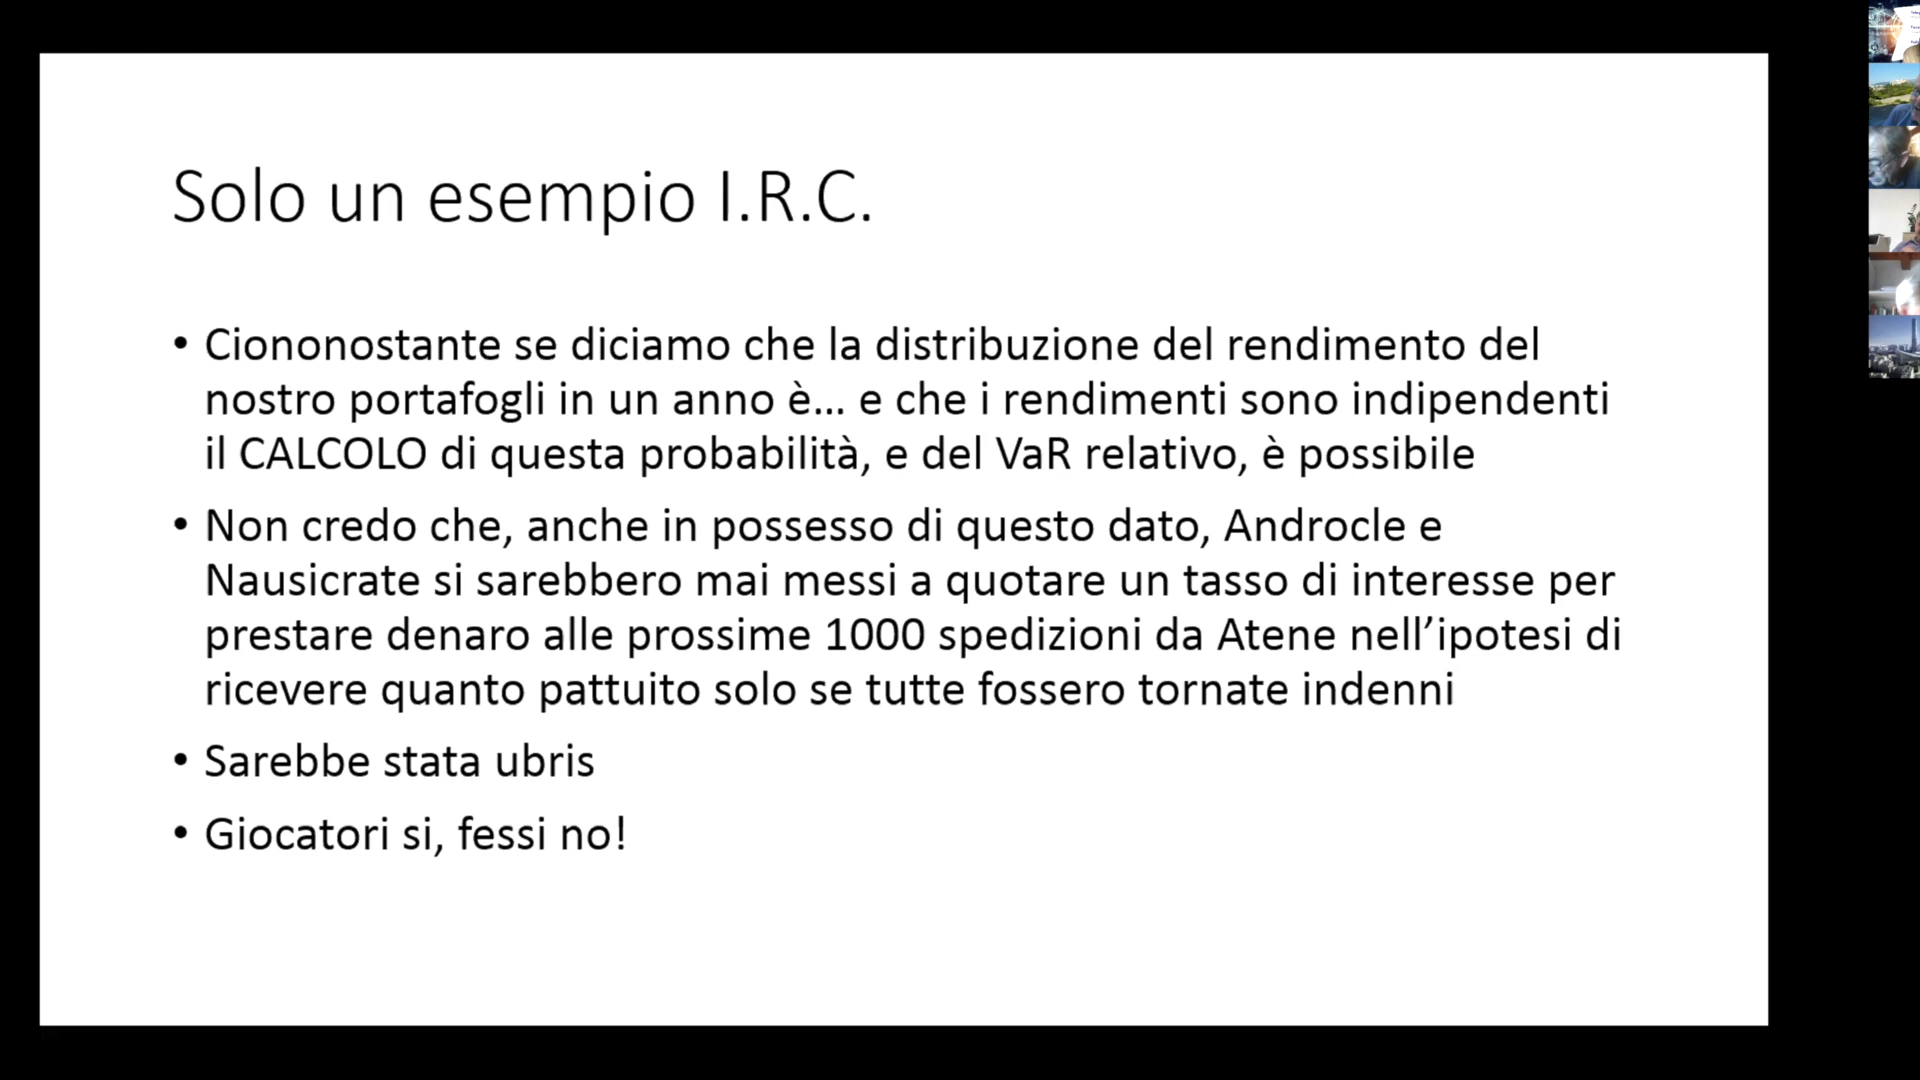 Solo un esempio I.R.C.
• Ciononostante se diciamo che la distribuzione del rendimento del
nostro portafogli in un anno è... e che i rendimenti sono indipendenti
il CALCOLO di questa probabilità, e del VaR relativo, è possibile
• Non credo che, anche in possesso di questo dato, Androcle e
Nausicrate si sarebbero mai messi a quotare un tasso di interesse per
prestare denaro alle prossime 1000 spedizioni da Atene nell’ipotesi di
ricevere quanto pattuito solo se tutte fossero tornate indenni
• Sarebbe stata ubris
• Giocatori si, fessi no!